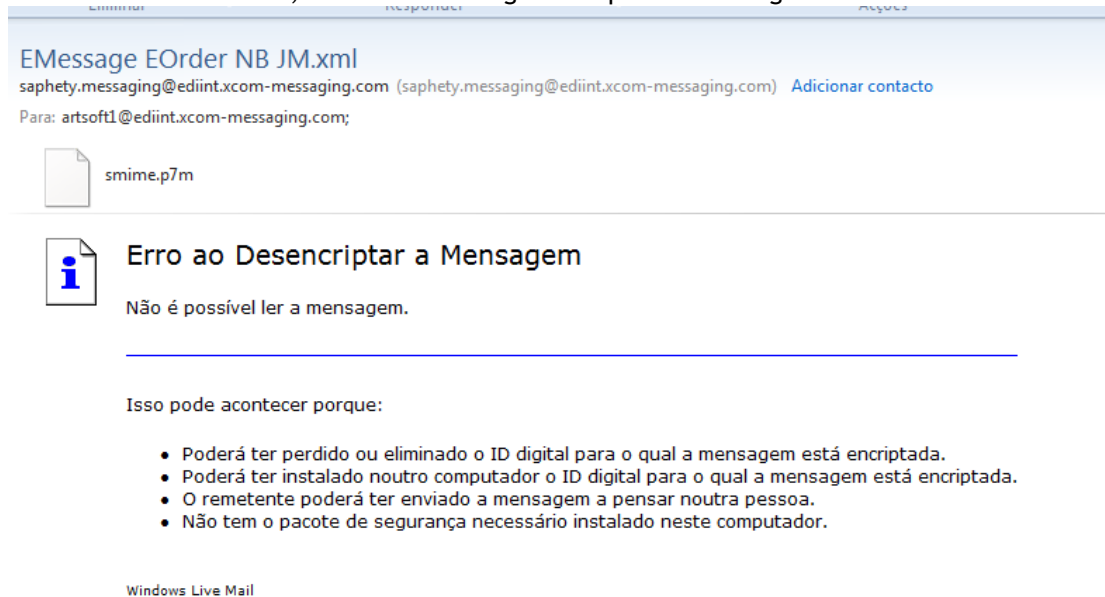 Eliminar Responder Acções
EMessage EOrder NB JM.xml
saphety.messaging@ediint.xcom-messaging.com (saphety.messaging@ediint.xcom-messaging.com) Adicionar contacto
Para: artsoft1@ediint.xcom-messaging.com;
smime.p7m
Erro ao Desencriptar a Mensagem
Não é possível ler a mensagem.
Isso pode acontecer porque:
• Poderá ter perdido ou eliminado o ID digital para o qual a mensagem está encriptada.
• Poderá ter instalado noutro computador o ID digital para o qual a mensagem está encriptada.
• O remetente poderá ter enviado a mensagem a pensar noutra pessoa.
• Não tem o pacote de segurança necessário instalado neste computador.
Windows Live Mail